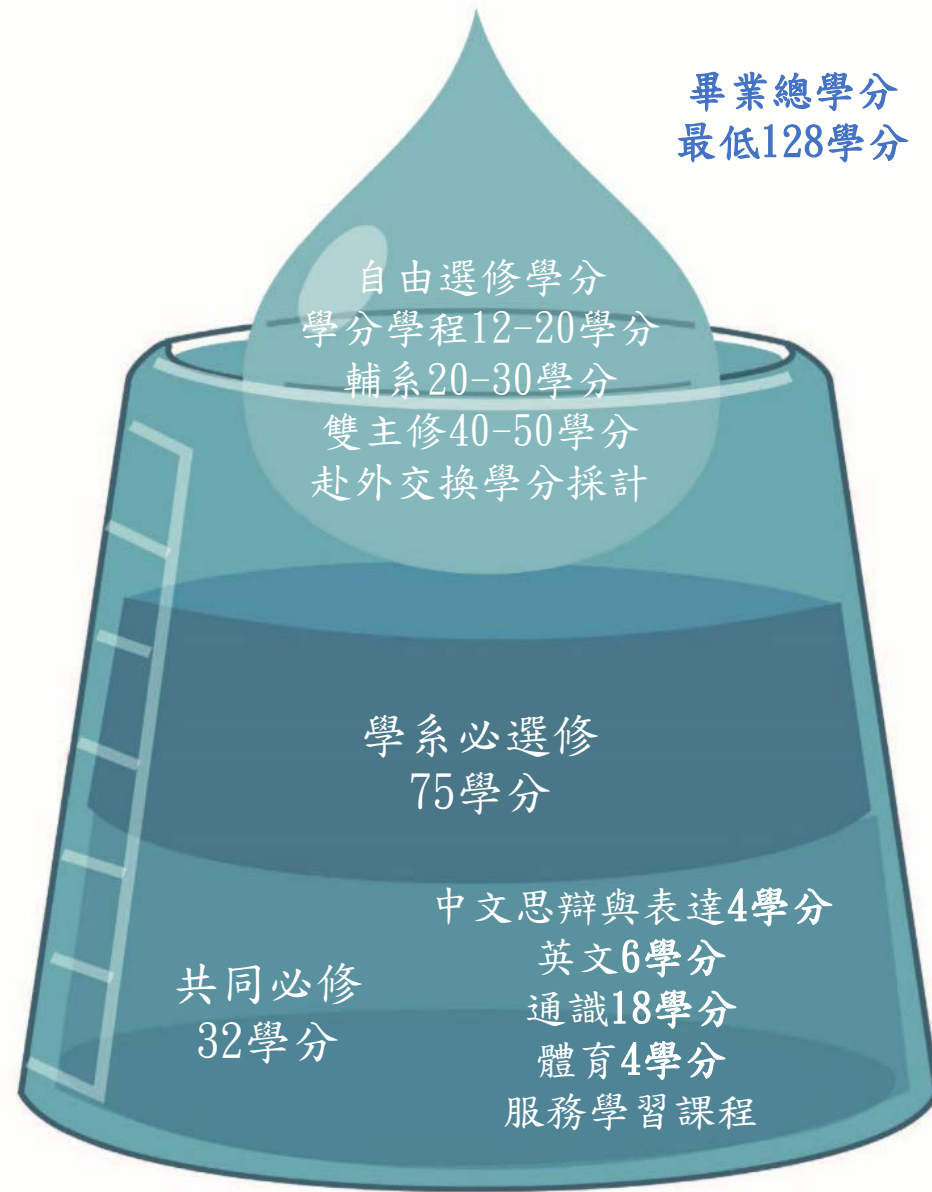 畢業總學分
最低128學分
自由選修學分
學分學程12-20學分
輔系20-30學分
雙主修40-50學分
赴外交換學分採計
學系必選修
75學分
共同必修
32學分
中文思辯與表達4學分
英文6學分
通識18學分
體育4學分
服務學習課程